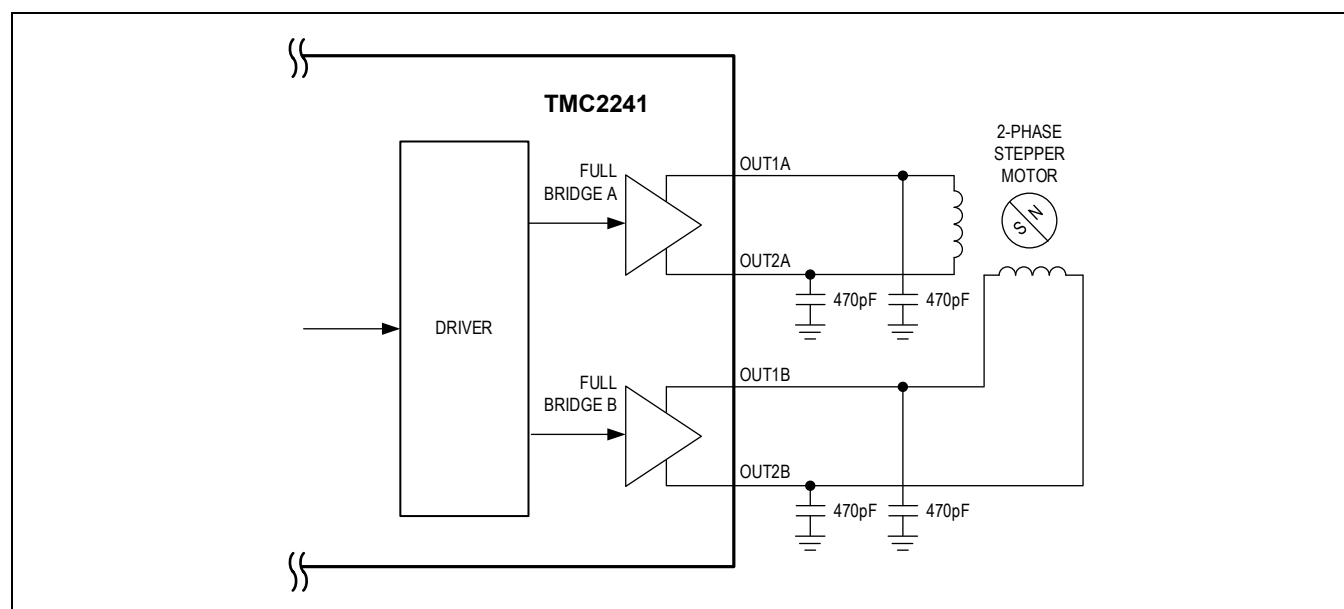 TMC2241
2-PHASE
STEPPER
MOTOR
FULL
BRIDGE A
OUT1A
S N
OUT2A
470pF 470pF
DRIVER
FULL
BRIDGE B
OUT1B
OUT2B
470pF 470pF